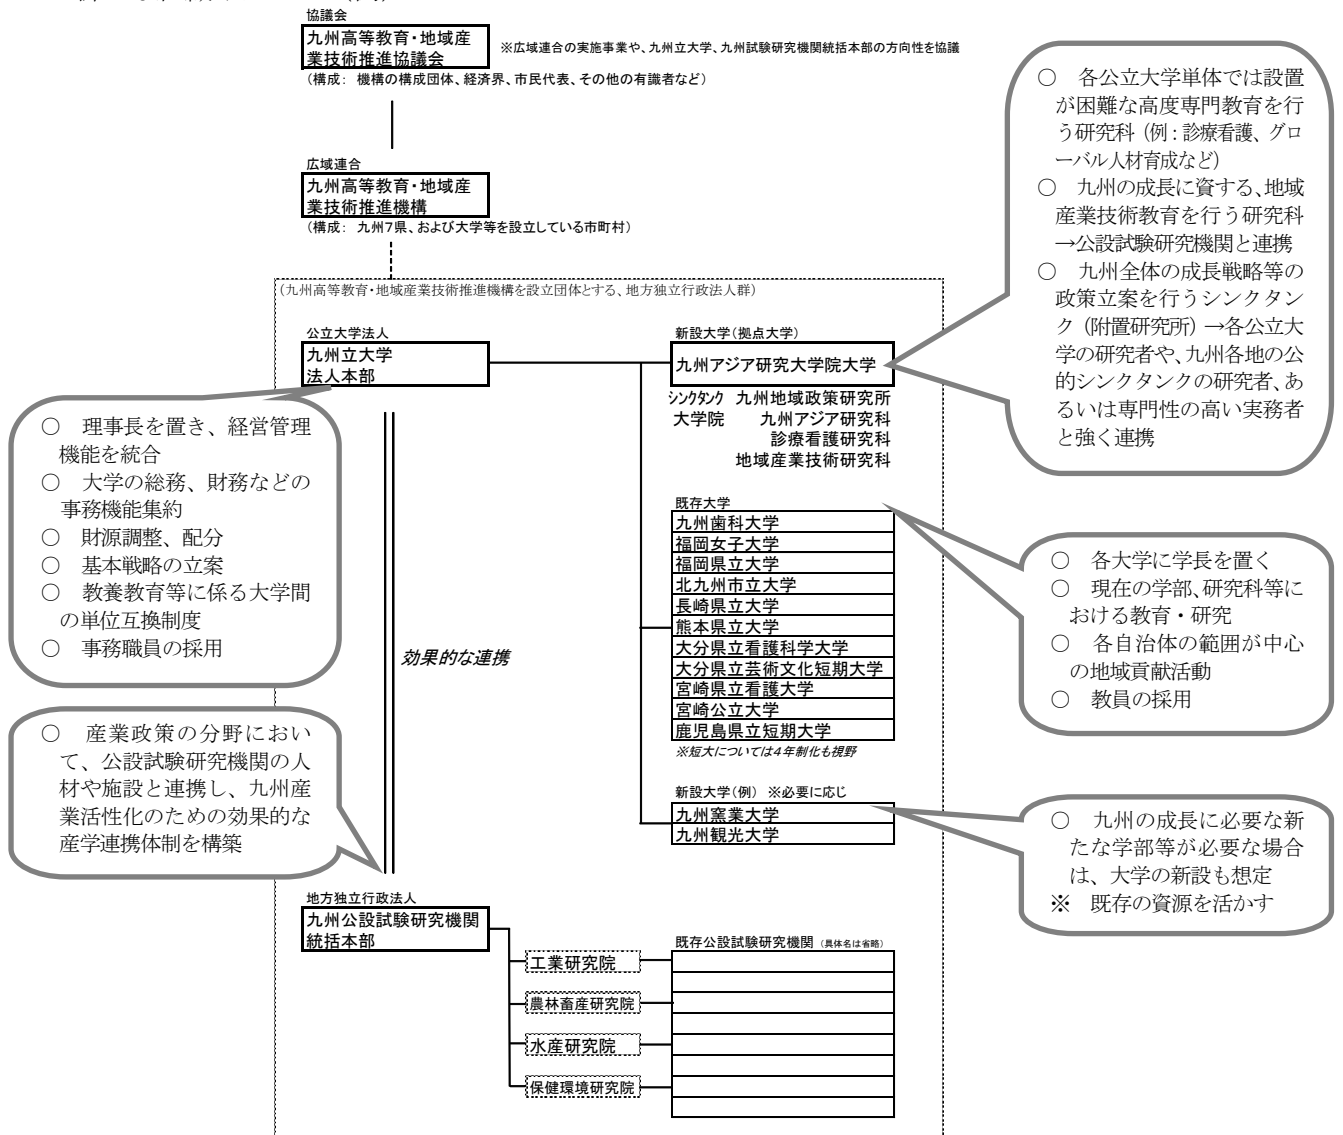 協議会
九州高等教育・地域産
業技術推進協議会
※広域連合の実施事業や、九州立大学、九州試験研究機関統括本部の方向性を協議
(構成: 機構の構成団体、経済界、市民代表、その他の有識者など)
広域連合
九州高等教育・地域産
業技術推進機構
(構成: 九州7県、および大学等を設立している市町村)
(九州高等教育・地域産業技術推進機構を設立団体とする、地方独立行政法人群)
公立大学法人
九州立大学
法人本部
新設大学(拠点大学)
九州アジア研究大学院大学
シンクタンク 九州地域政策研究所
大学院 九州アジア研究科
診療看護研究科
地域産業技術研究科
○ 各公立大学単体では設置
が困難な高度専門教育を行
う研究科(例:診療看護、グロ
ーバル人材育成など)
○ 九州の成長に資する、地域
産業技術教育を行う研究科
→公設試験研究機関と連携
○ 九州全体の成長戦略等の
政策立案を行うシンクタン
ク(附置研究所)→各公立大
学の研究者や、九州各地の公
的シンクタンクの研究者、あ
るいは専門性の高い実務者
と強く連携
○ 理事長を置き、経営管理
機能を統合
○ 大学の総務、財務などの
事務機能集約
○ 財源調整、配分
○ 基本戦略の立案
○ 教養教育等に係る大学間
の単位互換制度
○ 事務職員の採用
効果的な連携
既存大学
九州歯科大学
福岡女子大学
福岡県立大学
北九州市立大学
長崎県立大学
熊本県立大学
大分県立看護科学大学
大分県立芸術文化短期大学
宮崎県立看護大学
宮崎公立大学
鹿児島県立短期大学
※短大については4年制化も視野
○ 各大学に学長を置く
○ 現在の学部、研究科等に
おける教育・研究
○ 各自治体の範囲が中心
の地域貢献活動
○ 教員の採用
○ 産業政策の分野におい
て、公設試験研究機関の人
材や施設と連携し、九州産
業活性化のための効果的な
産学連携体制を構築
新設大学(例) ※必要に応じ
九州窯業大学
九州観光大学
○ 九州の成長に必要な新
たな学部等が必要な場合
は、大学の新設も想定
※ 既存の資源を活かす
地方独立行政法人
九州公設試験研究機関
統括本部
既存公設試験研究機関 (具体名は省略)
工業研究院
農林畜産研究院
水産研究院
保健環境研究院